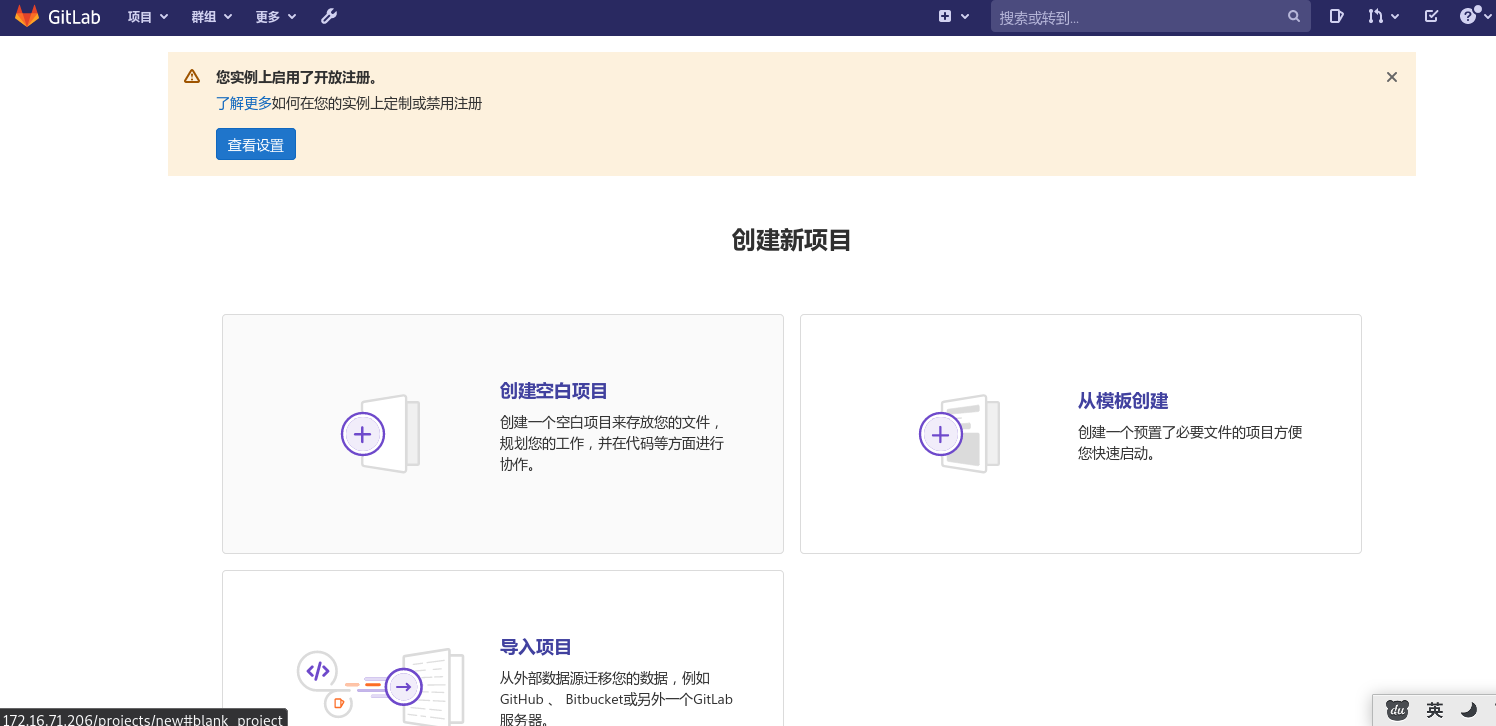 GitLab 项目 群组 更多 搜索或转到...
您实例上启用了开放注册。
了解更多如何在您的实例上定制或禁用注册
查看设置
创建新项目
创建空白项目
创建一个空白项目来存放您的文件，
规划您的工作，并在代码等方面进行
协作。
从模板创建
创建一个预置了必要文件的项目方便
您快速启动。
导入项目
从外部数据源迁移您的数据，例如
GitHub 、 Bitbucket或另外一个GitLab
服务器。
172.16.71.206/projects/new#blank_project
du 英